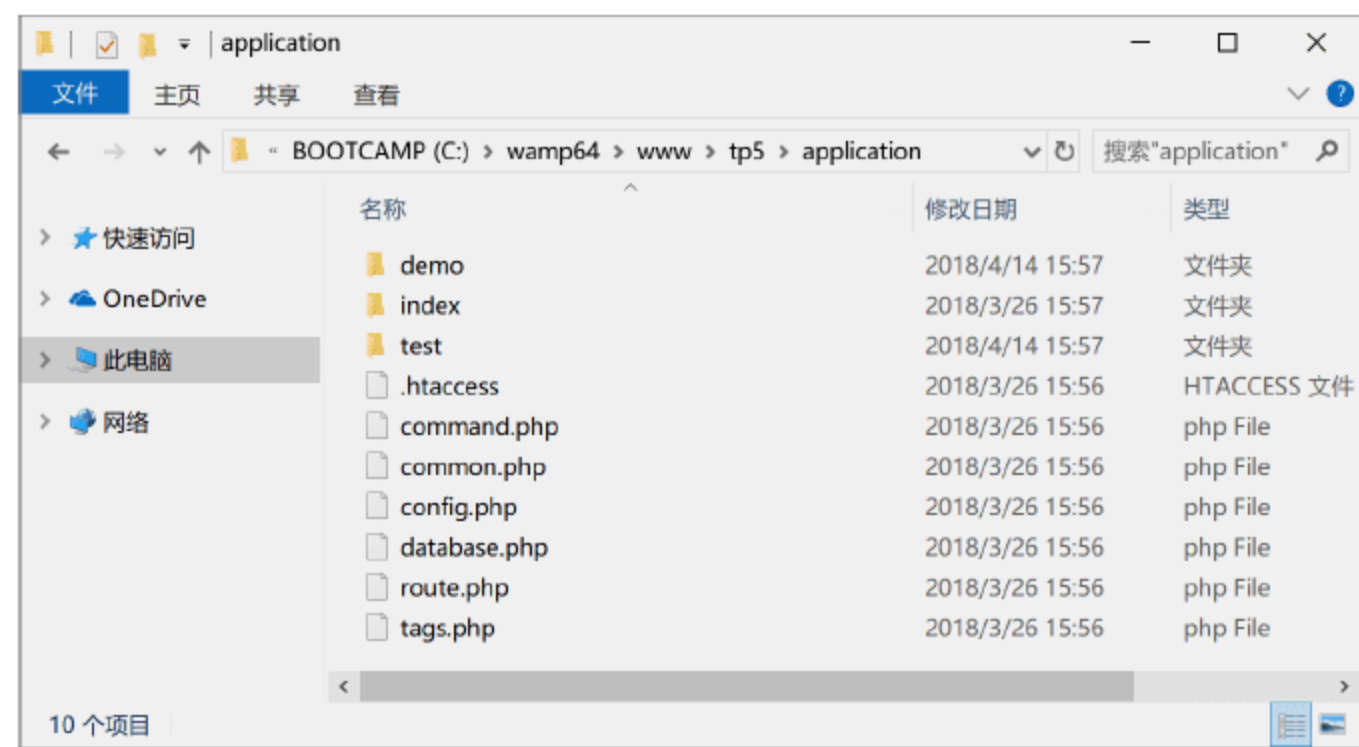 application
文件 主页 共享 查看
« BOOTCAMP (C:) > wamp64 > www > tp5 > application 搜索"application"
名称 修改日期 类型
快速访问
OneDrive
此电脑
网络
demo 2018/4/14 15:57 文件夹
index 2018/3/26 15:57 文件夹
test 2018/4/14 15:57 文件夹
.htaccess 2018/3/26 15:56 HTACCESS 文件
command.php 2018/3/26 15:56 php File
common.php 2018/3/26 15:56 php File
config.php 2018/3/26 15:56 php File
database.php 2018/3/26 15:56 php File
route.php 2018/3/26 15:56 php File
tags.php 2018/3/26 15:56 php File
10 个项目